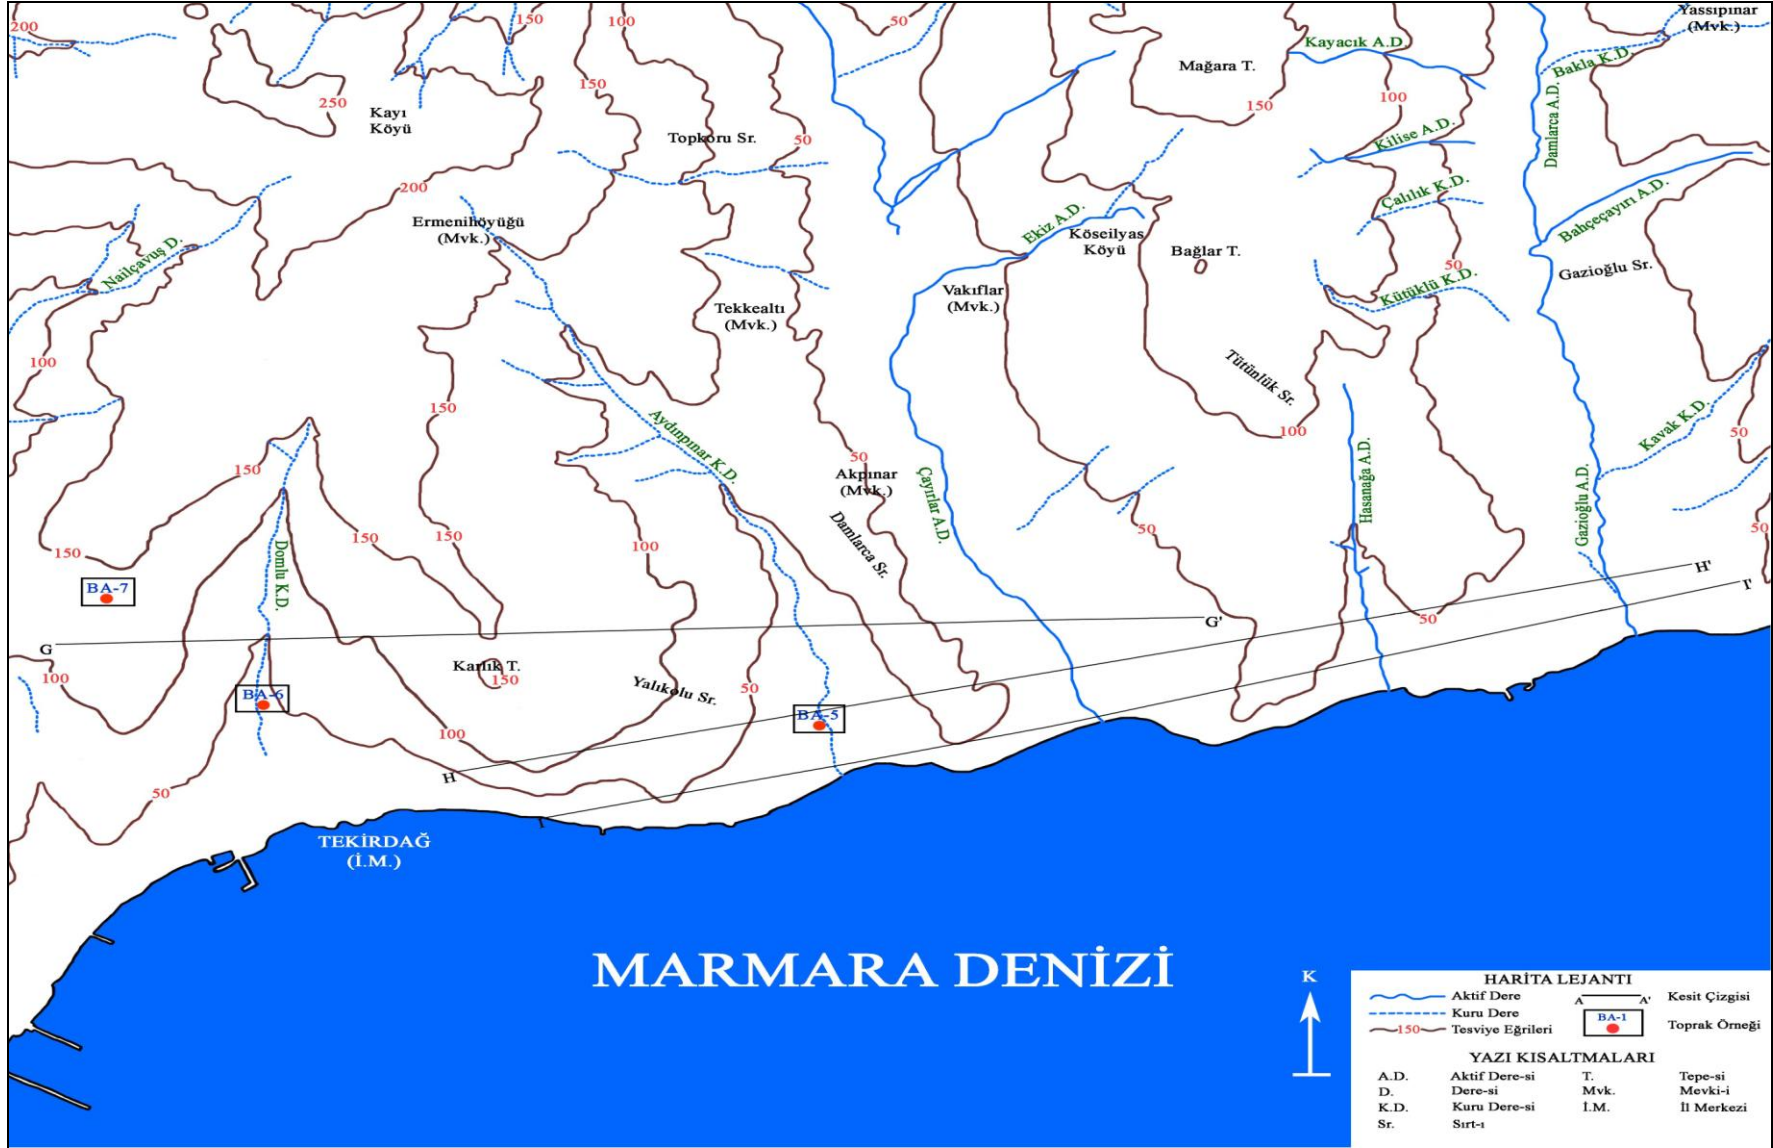 200
150
100
50
Yassıpınar
(Mvk.)
Kayacık A.D.
Bakla K.D.
Mağara T.
150
250
150
100
Kayı
Köyü
Damlarca A.D.
Topkoru Sr.
50
Kilise A.D.
200
Çalılık K.D.
Bahçeçayırı A.D.
Ermenihöyüğü
(Mvk.)
Ekiz A.D.
Köseilyas
Köyü
Bağlar T.
Nailçavuş D.
50
Gazioğlu Sr.
Kütüklü K.D.
Vakıflar
(Mvk.)
Tekkealtı
(Mvk.)
100
Tütünlük Sr.
150
Aydınpınar K.D.
100
Kavak K.D.
50
150
50
Akpınar
(Mvk.)
Çayırlar A.D.
Hasanağa A.D.
Gazioğlu A.D.
Damlarca Sr.
50
50
150
150
150
100
Domlu K.D.
BA-7
H'
I'
G
G'
50
Karlık T.
150
100
BA-6
Yalıkolu Sr.
50
BA-5
100
H
50
I
TEKİRDAĞ
(İ.M.)
MARMARA DENİZİ
K
HARİTA LEJANTI
Aktif Dere
A A' Kesit Çizgisi
Kuru Dere
BA-1
150 Tesviye Eğrileri
Toprak Örneği
YAZI KISALTMALARI
A.D. Aktif Dere-si T. Tepe-si
D. Dere-si Mvk. Mevki-i
K.D. Kuru Dere-si İ.M. İl Merkezi
Sr. Sırt-ı